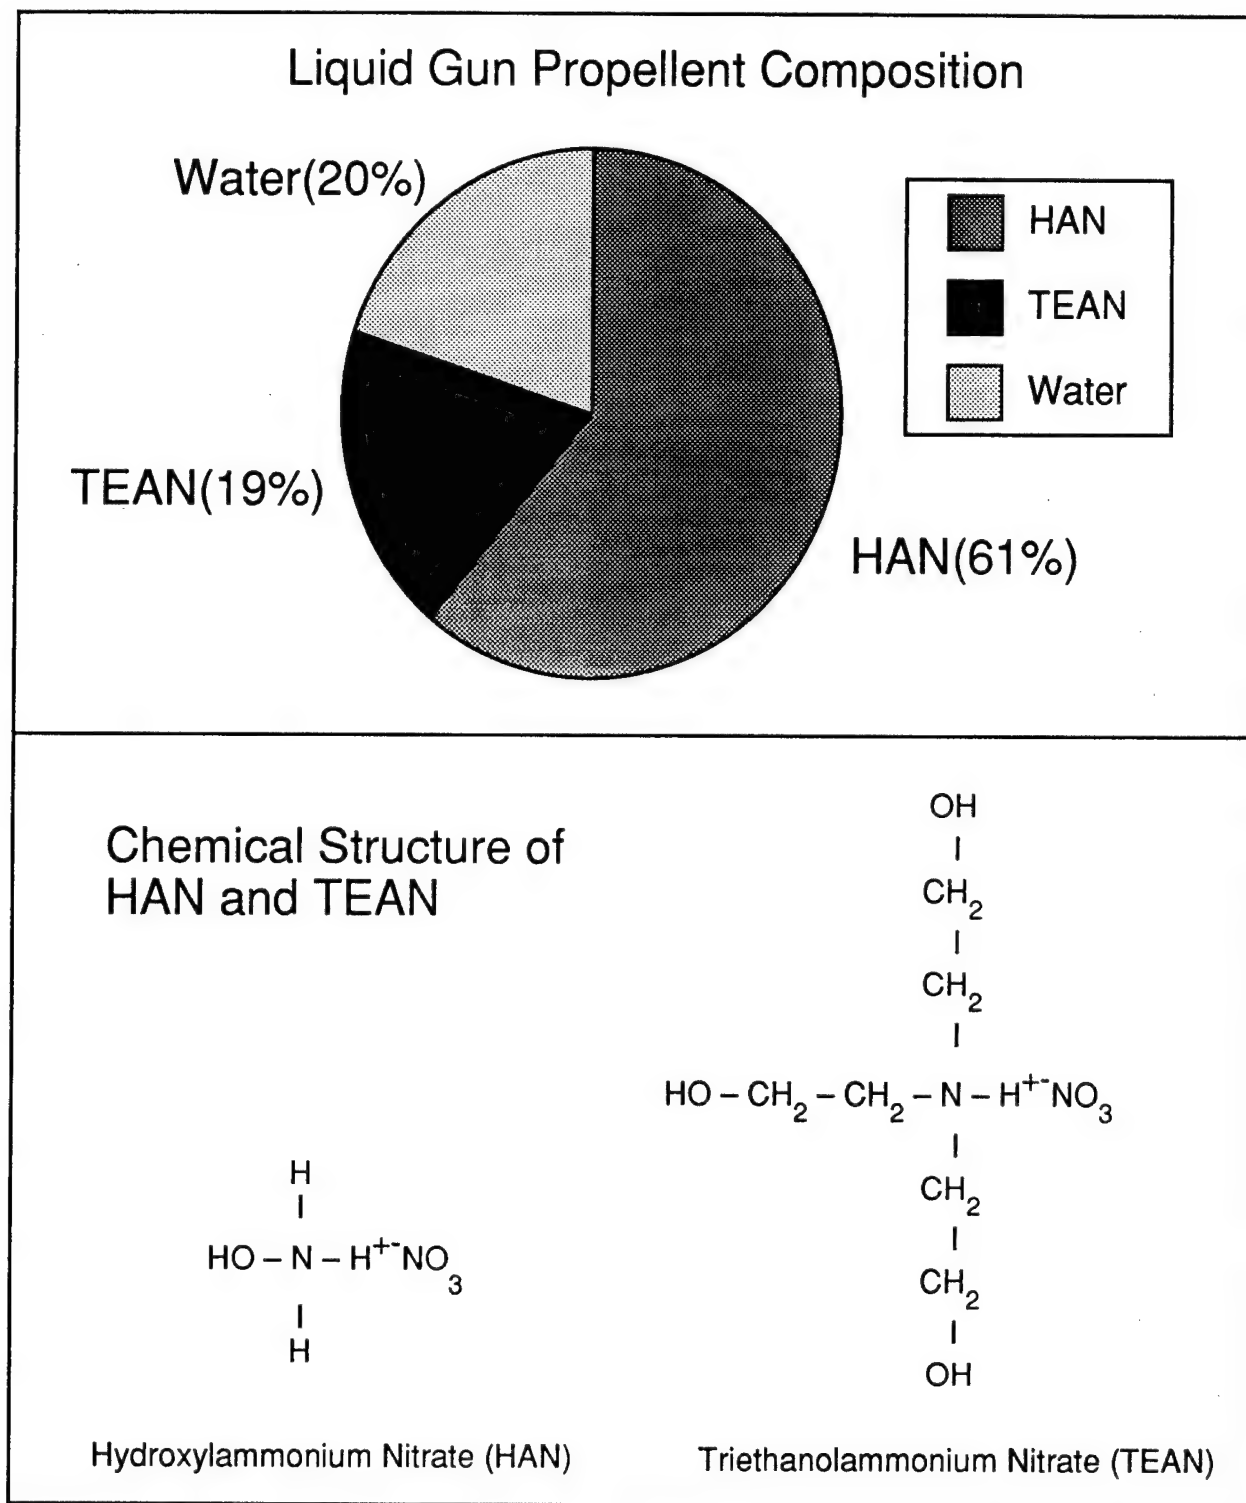 Liquid Gun Propellent Composition
Water(20%)
HAN
TEAN
Water
TEAN(19%)
HAN(61%)
Chemical Structure of
HAN and TEAN
OH
CH2
CH2
HO – CH2 – CH2 – N – H+-NO3
CH2
CH2
OH
H
HO – N – H+-NO3
H
Hydroxylammonium Nitrate (HAN)
Triethanolammonium Nitrate (TEAN)